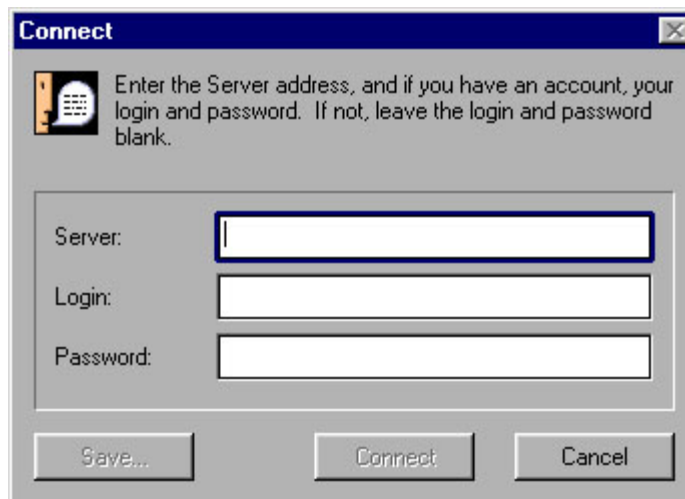 Connect
Enter the Server address, and if you have an account, your
login and password.  If not, leave the login and password
blank.
Server:
Login:
Password:
Save...
Connect
Cancel